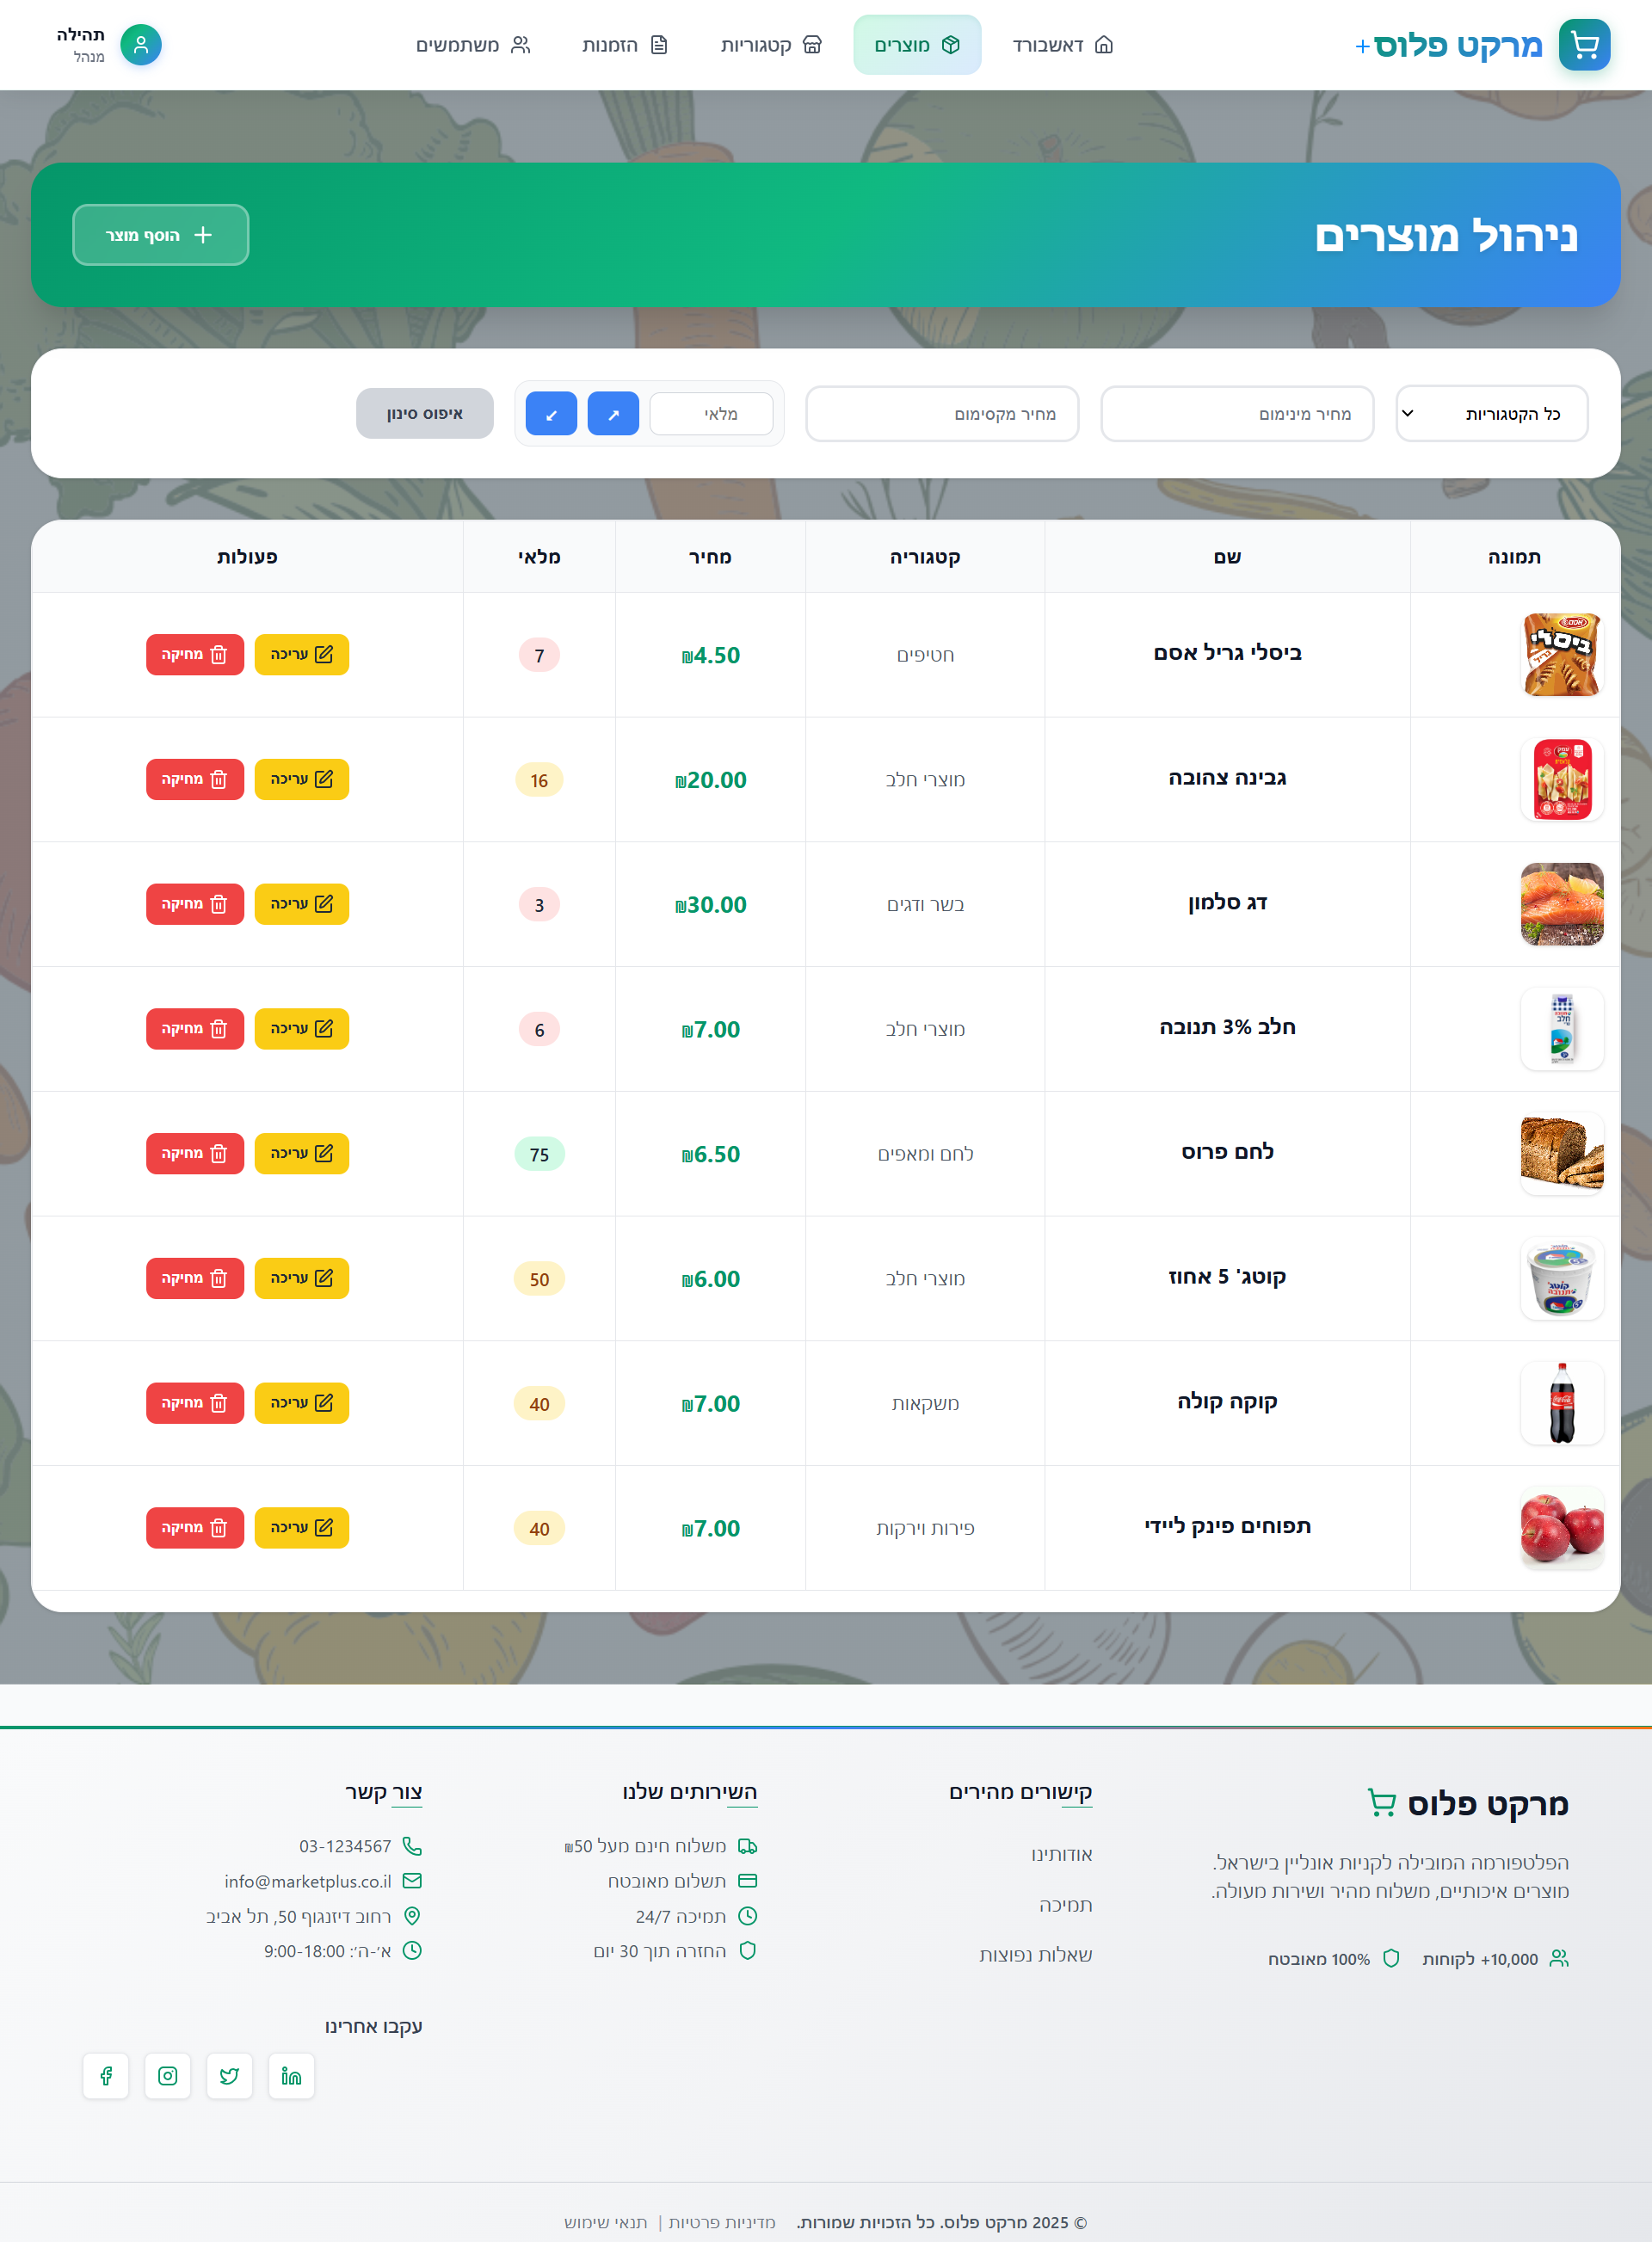 מרקט פלוס+
דאשבורד
מוצרים
קטגוריות
הזמנות
משתמשים
תהילה
מנהל
ניהול מוצרים
הוסף מוצר
כל הקטגוריות
מחיר מינימום
מחיר מקסימום
מלאי
איפוס סינון
תמונה שם קטגוריה מחיר מלאי פעולות
אסם
ביסלי
גריל
ביסלי גריל אסם חטיפים ₪4.50 7 עריכה מחיקה
גבינה צהובה מוצרי חלב ₪20.00 16 עריכה מחיקה
דג סלמון בשר ודגים ₪30.00 3 עריכה מחיקה
חלב
חלב 3% תנובה מוצרי חלב ₪7.00 6 עריכה מחיקה
לחם פרוס לחם ומאפים ₪6.50 75 עריכה מחיקה
קוטג'
תנובה
קוטג' 5 אחוז מוצרי חלב ₪6.00 50 עריכה מחיקה
קוקה קולה משקאות ₪7.00 40 עריכה מחיקה
תפוחים פינק ליידי פירות וירקות ₪7.00 40 עריכה מחיקה
מרקט פלוס
הפלטפורמה המובילה לקניות אונליין בישראל.
מוצרים איכותיים, משלוח מהיר ושירות מעולה.
10,000+ לקוחות
100% מאובטח
קישורים מהירים
אודותינו
תמיכה
שאלות נפוצות
השירותים שלנו
משלוח חינם מעל 50₪
תשלום מאובטח
תמיכה 24/7
החזרה תוך 30 יום
צור קשר
03-1234567
info@marketplus.co.il
רחוב דיזנגוף 50, תל אביב
א׳-ה׳: 9:00-18:00
עקבו אחרינו
© 2025 מרקט פלוס. כל הזכויות שמורות. מדיניות פרטיות | תנאי שימוש